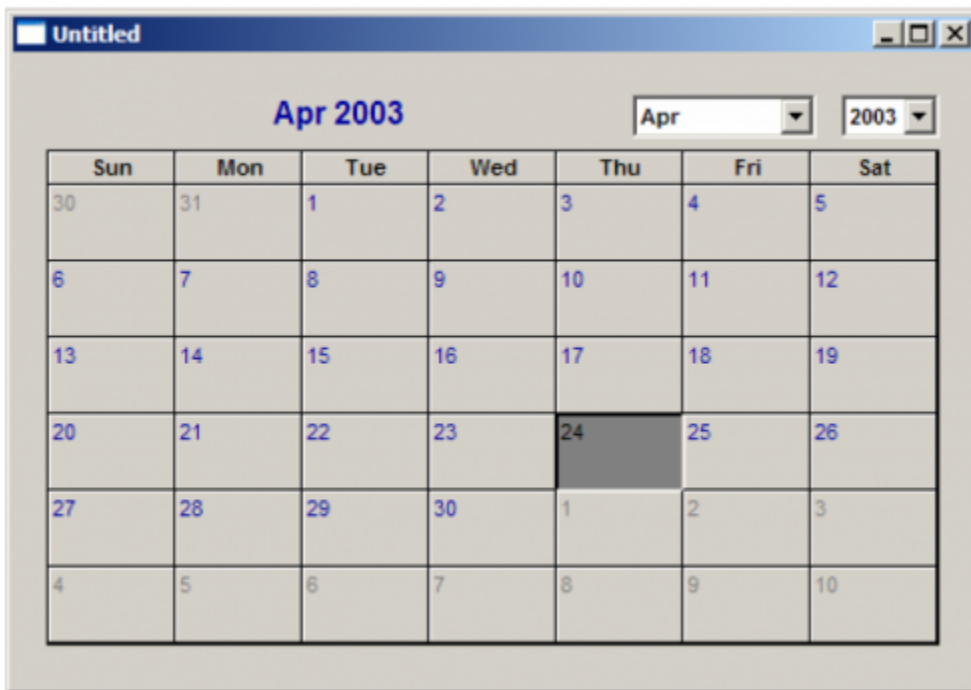 Untitled
Apr 2003 Apr 2003
Sun Mon Tue Wed Thu Fri Sat
30 31 1 2 3 4 5
6 7 8 9 10 11 12
13 14 15 16 17 18 19
20 21 22 23 24 25 26
27 28 29 30 1 2 3
4 5 6 7 8 9 10